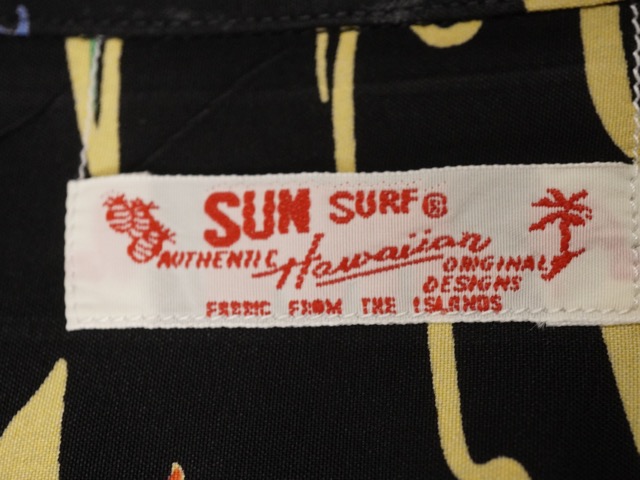 SUN SURF®
AUTHENTIC Hawaiian ORIGINAL
DESIGNS
FABRIC FROM THE ISLANDS